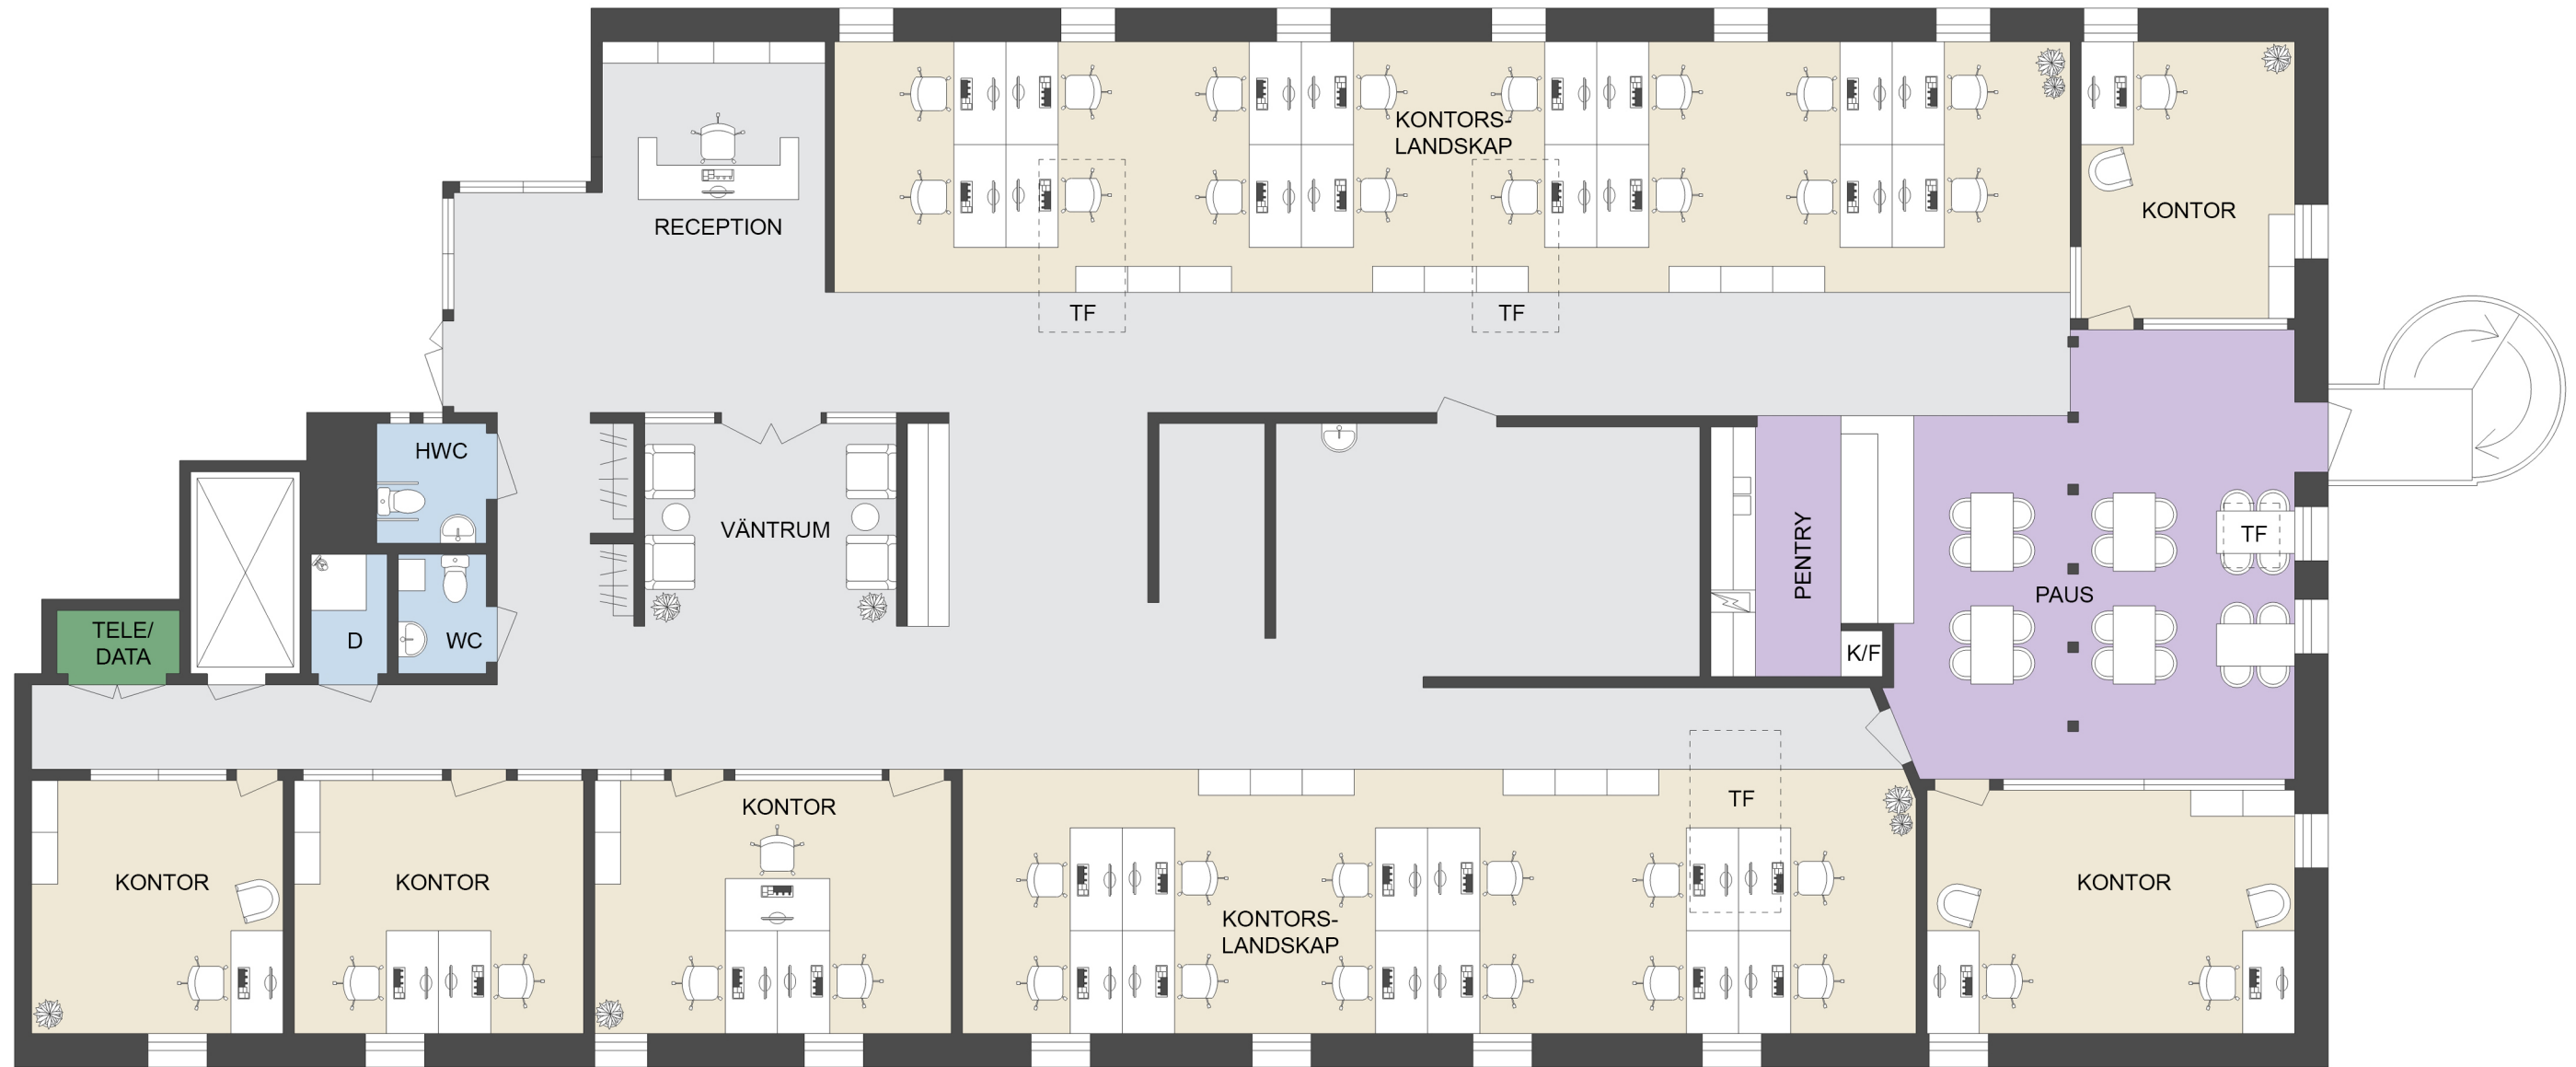 KONTORS-
LANDSKAP
KONTOR
RECEPTION
TF
TF
HWC
VÄNTRUM
PENTRY
TF
PAUS
TELE/
DATA
D
WC
K/F
KONTOR
KONTOR
KONTOR
TF
KONTORS-
LANDSKAP
KONTOR